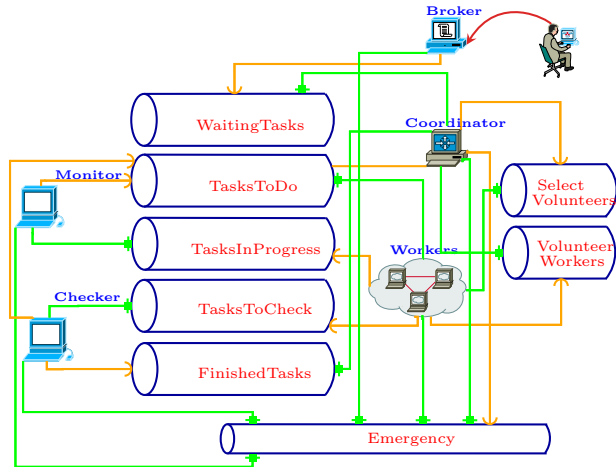 Broker
WaitingTasks
Coordinator
Monitor
TasksToDo
Select
Volunteers
TasksInProgress
Workers
Volunteer
Workers
Checker
TasksToCheck
FinishedTasks
Emergency